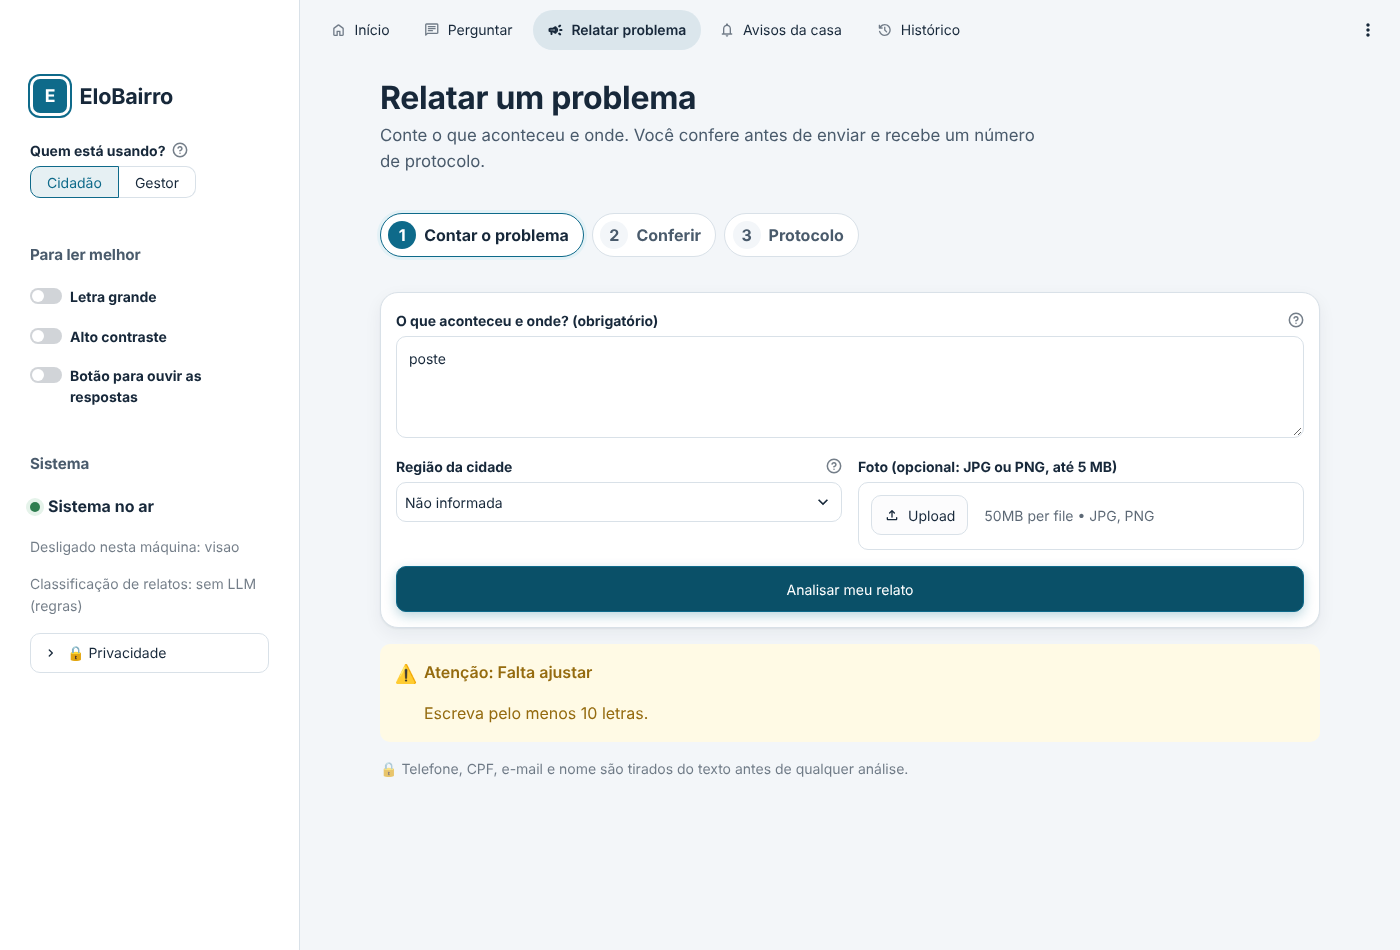 Início
Perguntar
Relatar problema
Avisos da casa
Histórico
E
EloBairro
Quem está usando?
Cidadão
Gestor
Para ler melhor
Letra grande
Alto contraste
Botão para ouvir as
respostas
Sistema
Sistema no ar
Desligado nesta máquina: visao
Classificação de relatos: sem LLM
(regras)
🔒 Privacidade
Relatar um problema
Conte o que aconteceu e onde. Você confere antes de enviar e recebe um número
de protocolo.
1 Contar o problema
2 Conferir
3 Protocolo
O que aconteceu e onde? (obrigatório)
poste
Região da cidade
Não informada
Foto (opcional: JPG ou PNG, até 5 MB)
Upload
50MB per file • JPG, PNG
Analisar meu relato
⚠️ Atenção: Falta ajustar
Escreva pelo menos 10 letras.
🔒 Telefone, CPF, e-mail e nome são tirados do texto antes de qualquer análise.